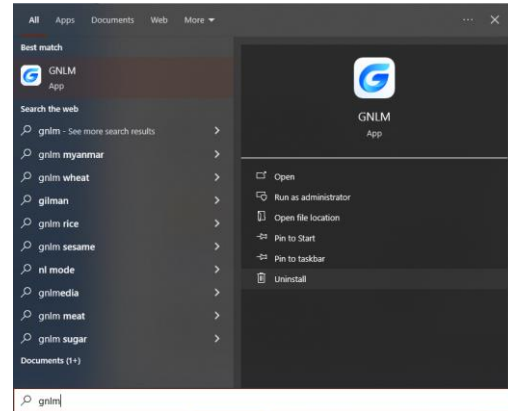 All Apps Documents Web More
Best match
GNLM
App
Search the web
gnlm - See more search results
gnlm myanmar
gnlm wheat
gilman
gnlm rice
gnlm sesame
nl mode
gnlmedia
gnlm meat
gnlm sugar
Documents (1+)
gnlm
GNLM
App
Open
Run as administrator
Open file location
Pin to Start
Pin to taskbar
Uninstall